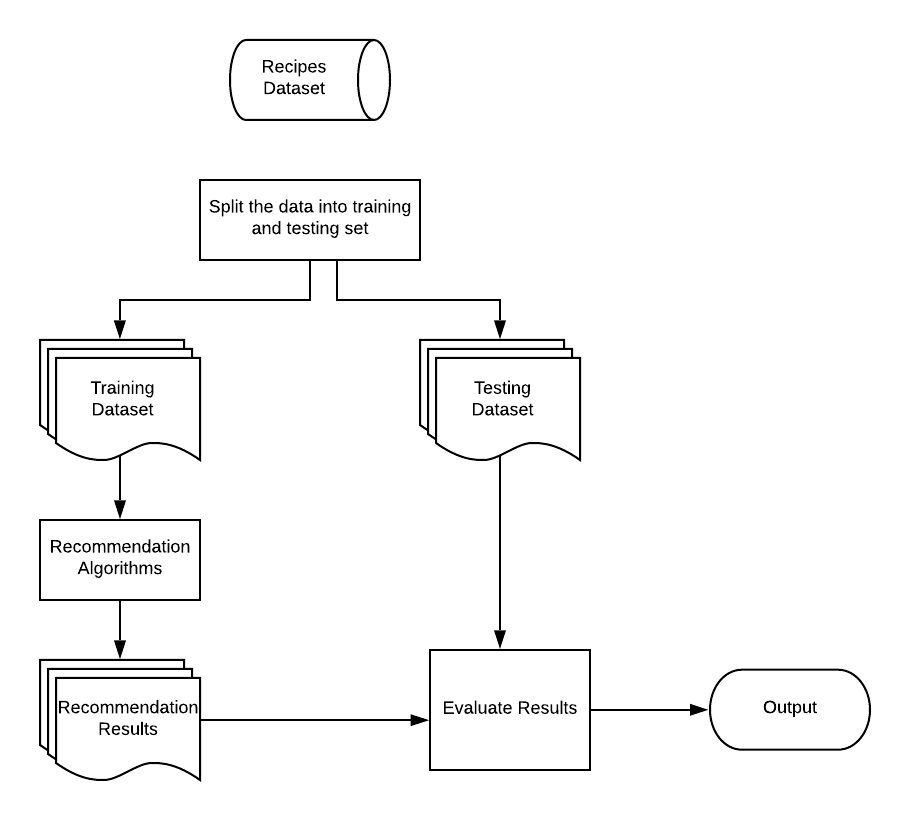 Recipes
Dataset
Split the data into training
and testing set
Training
Dataset
Testing
Dataset
Recommendation
Algorithms
Recommendation
Results
Evaluate Results
Output